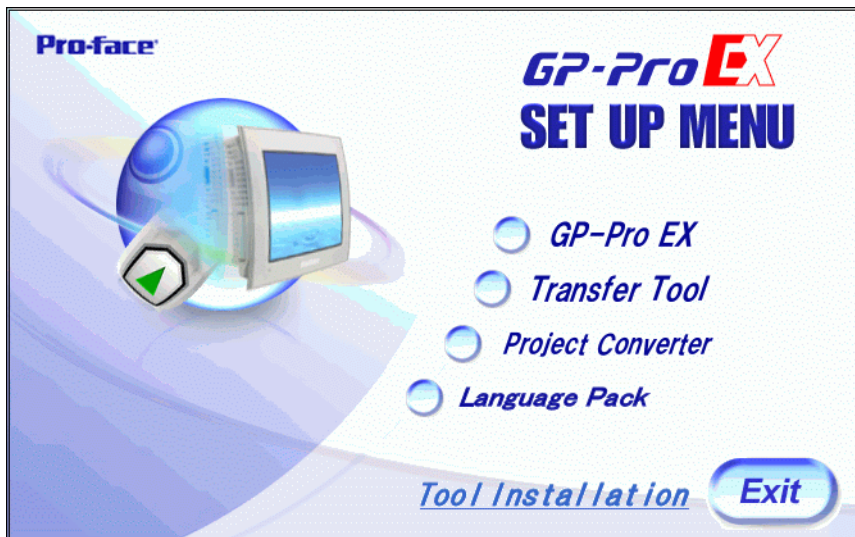 Pro-face
GP-Pro EX
SET UP MENU
GP-Pro EX
Transfer Tool
Project Converter
Language Pack
Tool Installation
Exit